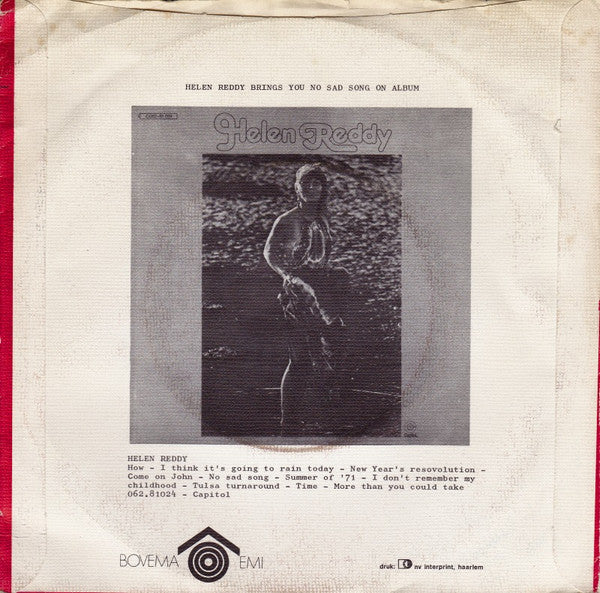 HELEN REDDY BRINGS YOU NO SAD SONG ON ALBUM
Helen Reddy
HELEN REDDY
How - I think it's going to rain today - New Year's resovolution -
Come on John - No sad song - Summer of '71 - I don't remember my
childhood - Tulsa turnaround - Time - More than you could take
062.81024 - Capitol
BOVEMA EMI
druk: nv interprint, haarlem